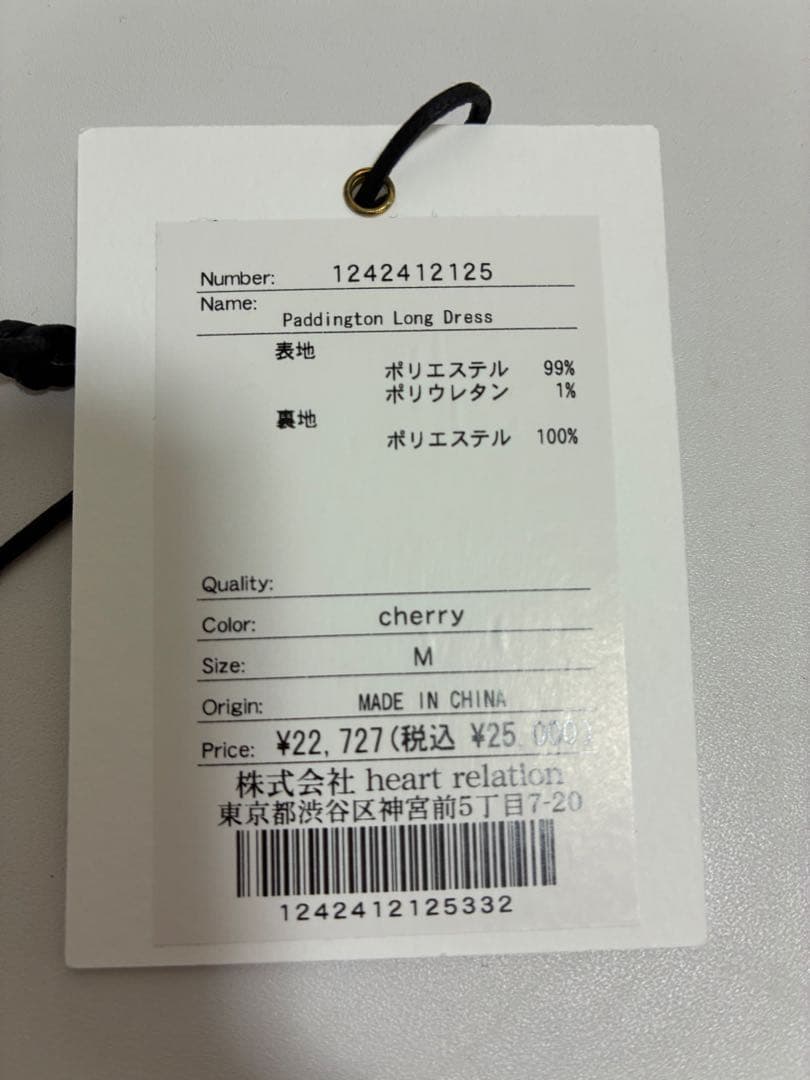 Number: 1242412125
Name:
Paddington Long Dress
表地
ポリエステル 99%
ポリウレタン 1%
裏地
ポリエステル 100%
Quality:
Color: cherry
Size: M
Origin: MADE IN CHINA
Price: ¥22,727(税込 ¥25,000)
株式会社 heart relation
東京都渋谷区神宮前5丁目7-20
1242412125332